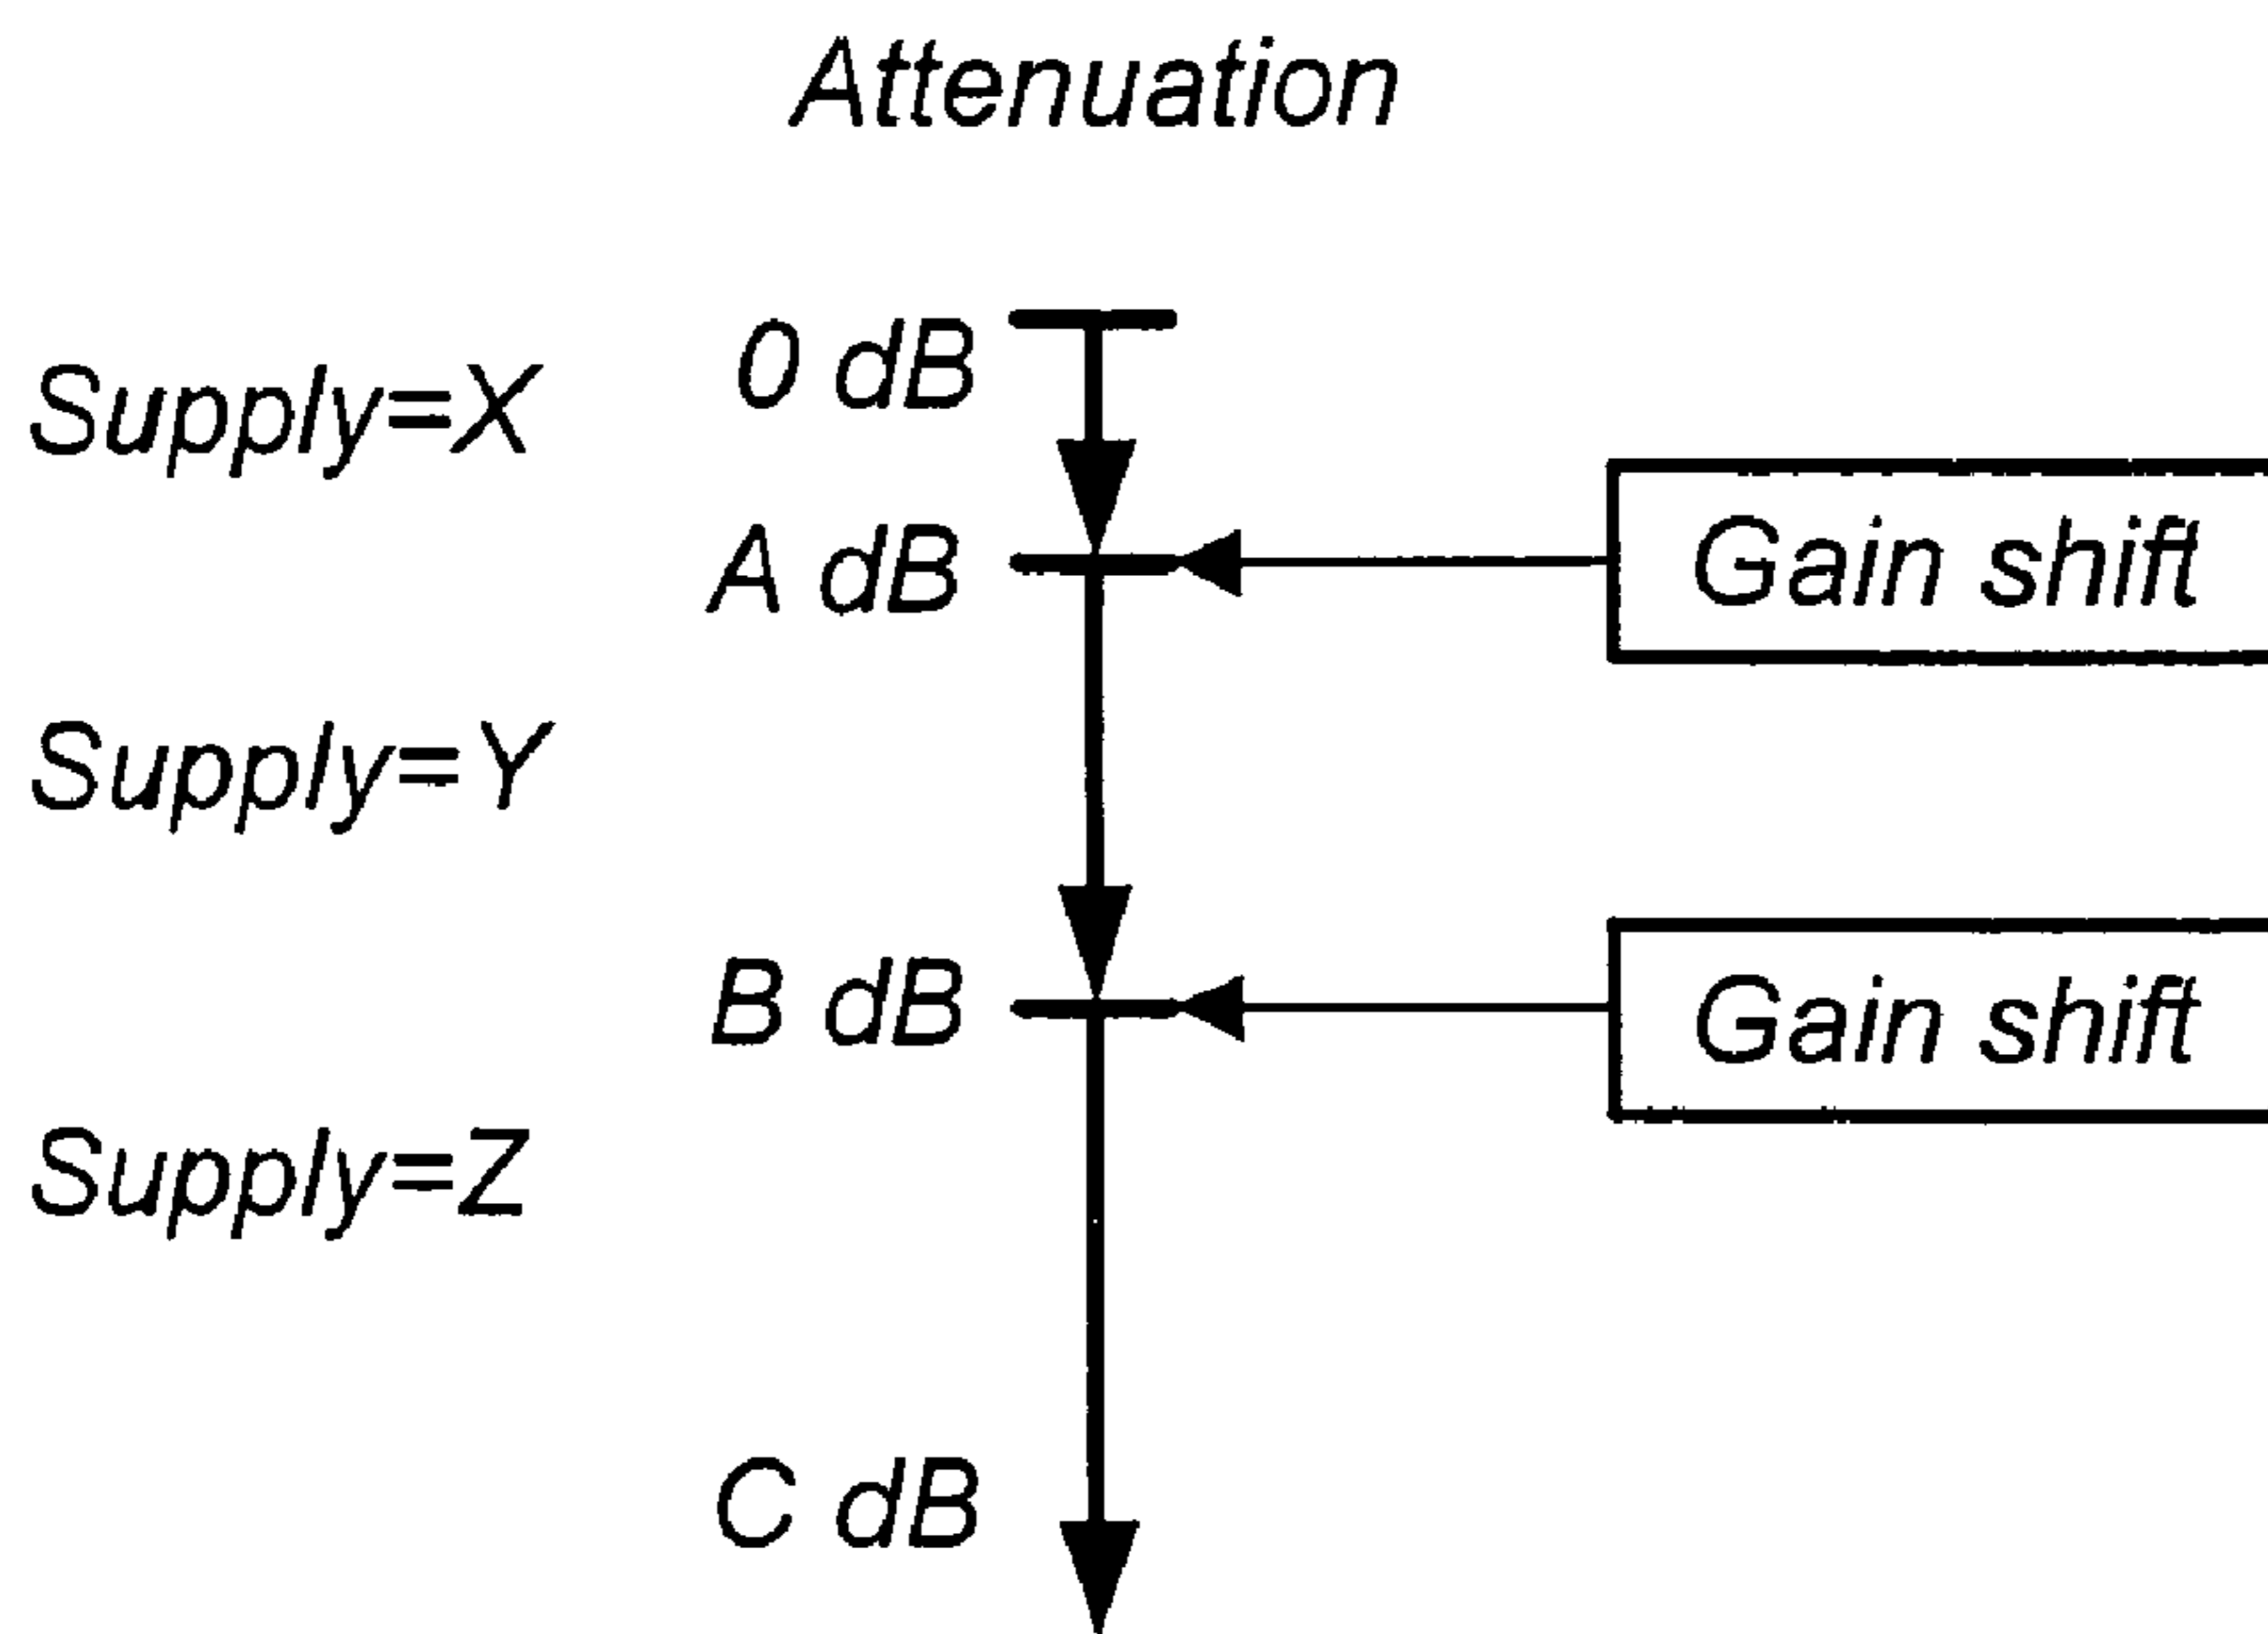 Attenuation
0 dB
Supply=X
A dB
Gain shift
Supply=Y
B dB
Gain shift
Supply=Z
C dB